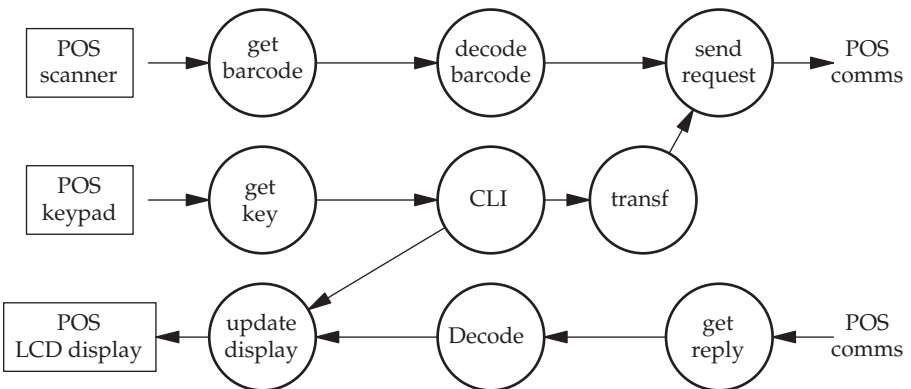 POS
scanner
get
barcode
decode
barcode
send
request
POS
comms
POS
keypad
get
key
CLI
transf
POS
LCD display
update
display
Decode
get
reply
POS
comms